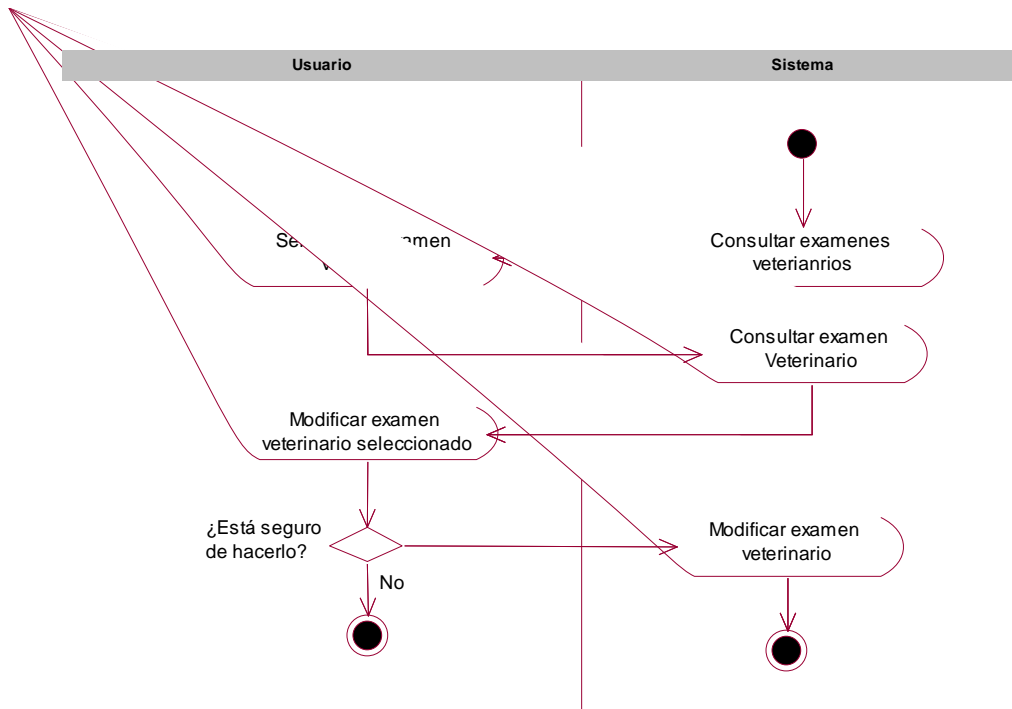 Usuario
Sistema
Consultar examenes
veterianrios
Consultar examen
Veterinario
Modificar examen
veterinario seleccionado
¿Está seguro
de hacerlo?
No
Modificar examen
veterinario